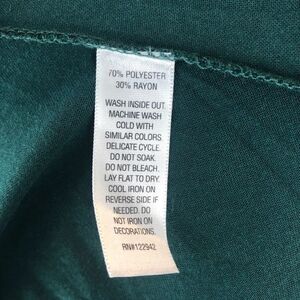 70% POLYESTER
30% RAYON
WASH INSIDE OUT.
MACHINE WASH
COLD WITH
SIMILAR COLORS.
DELICATE CYCLE.
DO NOT SOAK.
DO NOT BLEACH.
LAY FLAT TO DRY.
COOL IRON ON
REVERSE SIDE IF
NEEDED. DO
NOT IRON ON
DECORATIONS.
RN#122942